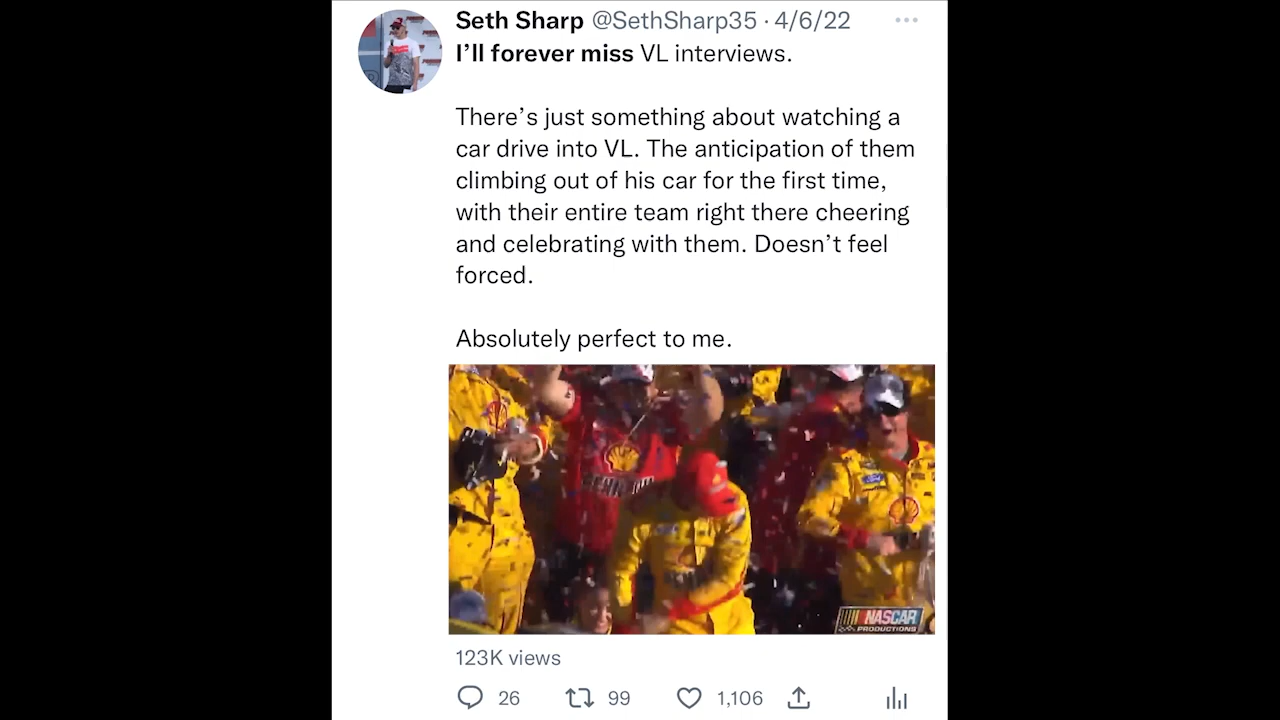 Seth Sharp @SethSharp35 · 4/6/22
I’ll forever miss VL interviews.
There’s just something about watching a
car drive into VL. The anticipation of them
climbing out of his car for the first time,
with their entire team right there cheering
and celebrating with them. Doesn’t feel
forced.
Absolutely perfect to me.
NASCAR
PRODUCTIONS
123K views
26
99
1,106